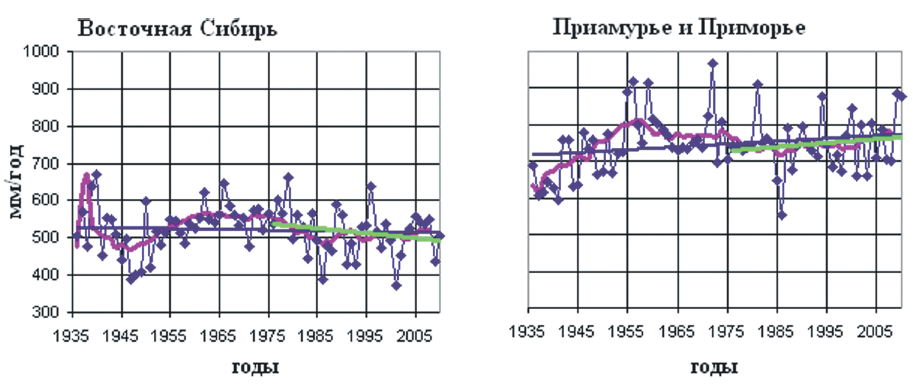 Восточная Сибирь
Приамурье и Приморье
мм/год
1000
900
800
700
600
500
400
300
1935 1945 1955 1965 1975 1985 1995 2005
годы
1935 1945 1955 1965 1975 1985 1995 2005
годы